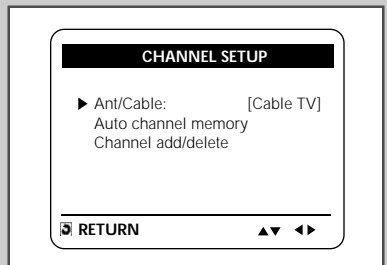 CHANNEL SETUP
▶ Ant/Cable: [Cable TV]
Auto channel memory
Channel add/delete
RETURN ▲▼ ◀▶